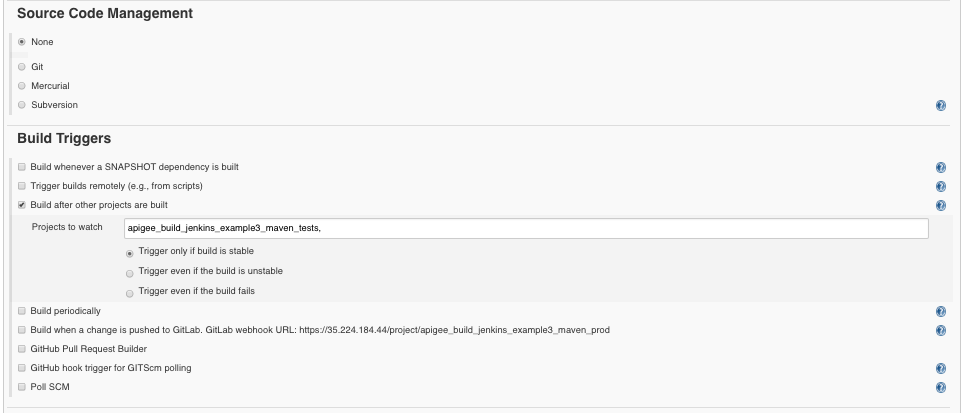 Source Code Management
None
Git
Mercurial
Subversion
Build Triggers
Build whenever a SNAPSHOT dependency is built
Trigger builds remotely (e.g., from scripts)
Build after other projects are built
Projects to watch apigee_build_jenkins_example3_maven_tests,
Trigger only if build is stable
Trigger even if the build is unstable
Trigger even if the build fails
Build periodically
Build when a change is pushed to GitLab. GitLab webhook URL: https://35.224.184.44/project/apigee_build_jenkins_example3_maven_prod
GitHub Pull Request Builder
GitHub hook trigger for GITScm polling
Poll SCM